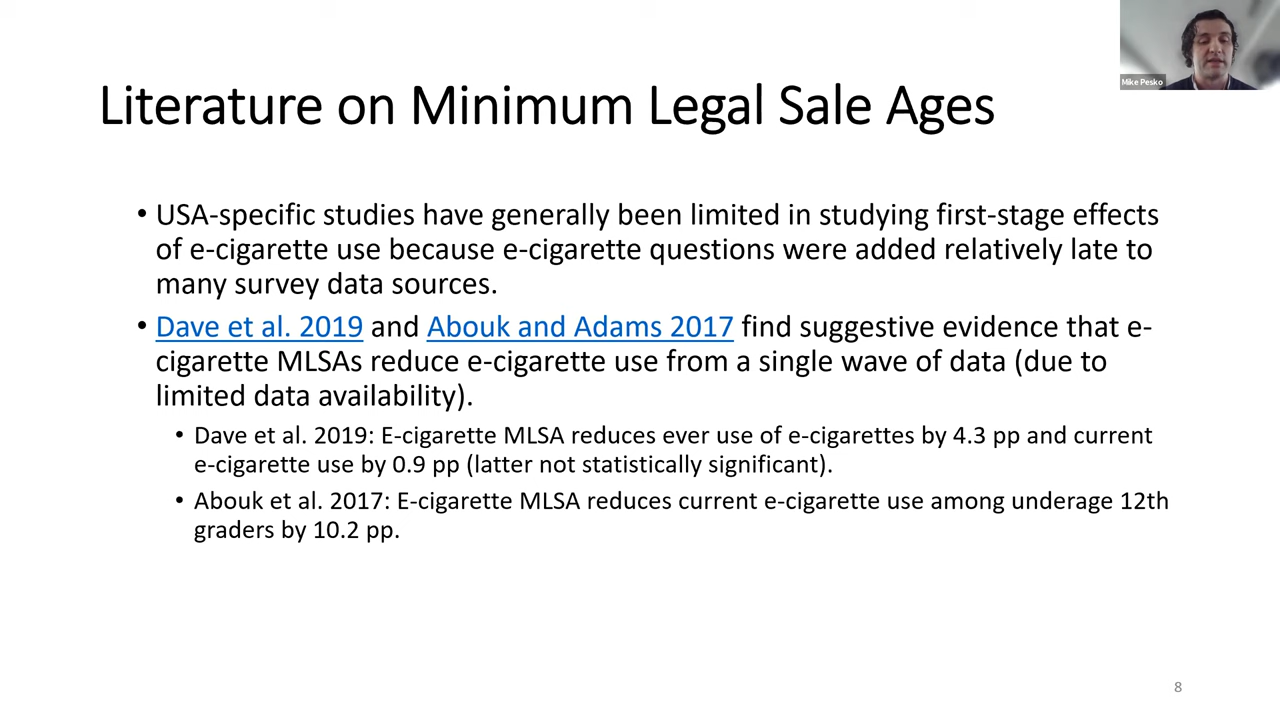 Mike Pesko
Literature on Minimum Legal Sale Ages
• USA-specific studies have generally been limited in studying first-stage effects
of e-cigarette use because e-cigarette questions were added relatively late to
many survey data sources.
• Dave et al. 2019 and Abouk and Adams 2017 find suggestive evidence that e-
cigarette MLSAs reduce e-cigarette use from a single wave of data (due to
limited data availability).
• Dave et al. 2019: E-cigarette MLSA reduces ever use of e-cigarettes by 4.3 pp and current
e-cigarette use by 0.9 pp (latter not statistically significant).
• Abouk et al. 2017: E-cigarette MLSA reduces current e-cigarette use among underage 12th
graders by 10.2 pp.
8